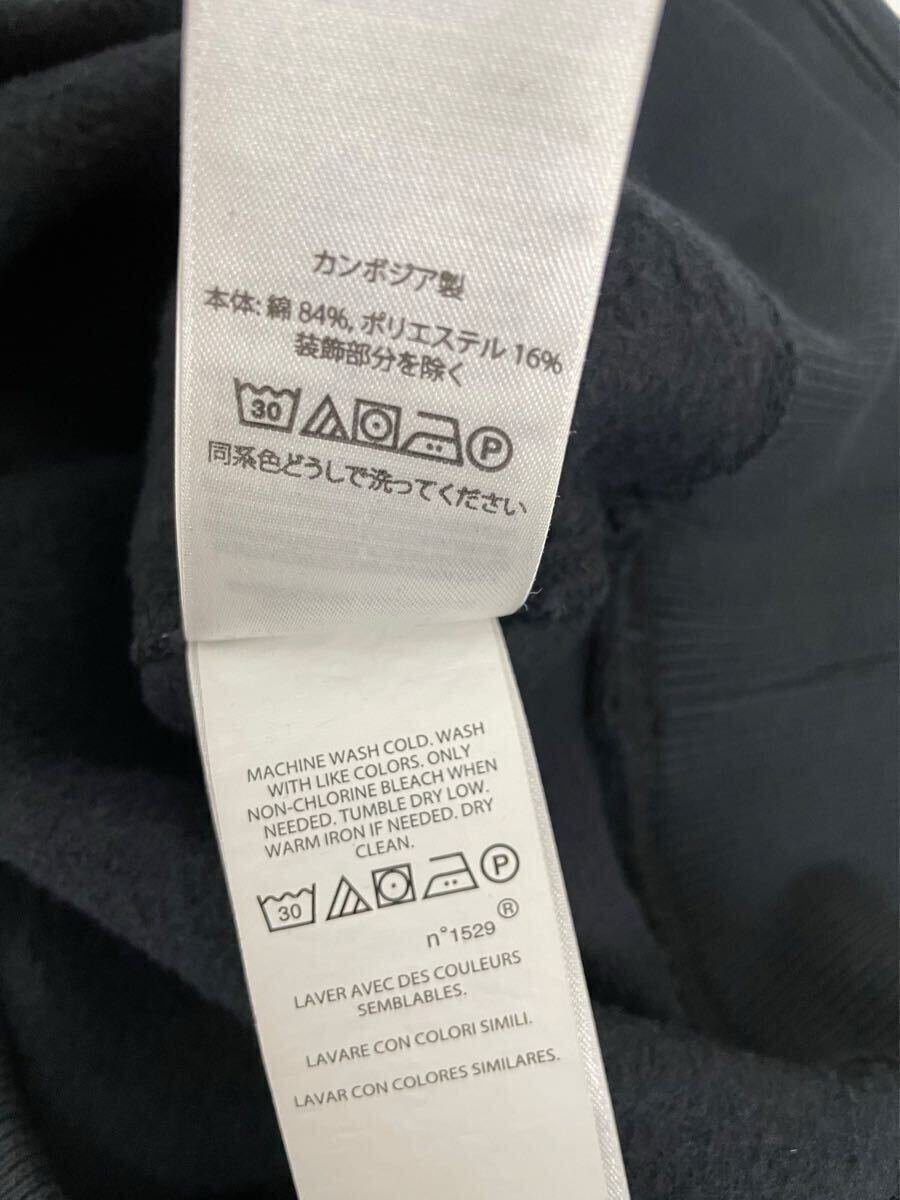 カンボジア製
本体: 綿 84%, ポリエステル 16%
装飾部分を除く
30 P
同系色どうしで洗ってください
MACHINE WASH COLD. WASH
WITH LIKE COLORS. ONLY
NON-CHLORINE BLEACH WHEN
NEEDED. TUMBLE DRY LOW.
WARM IRON IF NEEDED. DRY
CLEAN.
30 P
n°1529 ®
LAVER AVEC DES COULEURS
SEMBLABLES.
LAVARE CON COLORI SIMILI.
LAVAR CON COLORES SIMILARES.